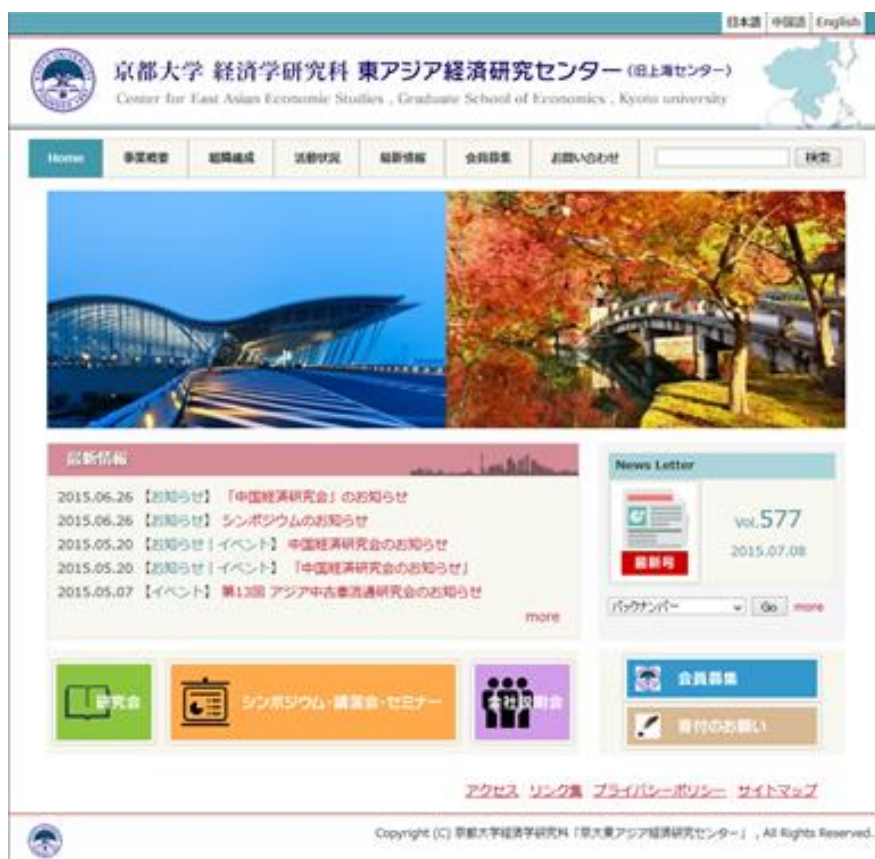 日本語 中国語 English
京都大学 経済学研究科 東アジア経済研究センター (旧上海センター)
Center for East Asian Economic Studies , Graduate School of Economics , Kyoto university
Home 事業概要 組織編成 活動状況 最新情報 会員募集 お問い合わせ 検索
最新情報
2015.06.26 【お知らせ】 「中国経済研究会」のお知らせ
2015.06.26 【お知らせ】 シンポジウムのお知らせ
2015.05.20 【お知らせ | イベント】 中国経済研究会のお知らせ
2015.05.20 【お知らせ | イベント】 「中国経済研究会のお知らせ」
2015.05.07 【イベント】 第13回 アジア中古車流通研究会のお知らせ
more
News Letter
最新号
Vol.577
2015.07.08
バックナンバー Go more
研究会
シンポジウム・講演会・セミナー
会社説明会
会員募集
寄付のお願い
アクセス リンク集 プライバシーポリシー サイトマップ
Copyright (C) 京都大学経済学研究科「京大東アジア経済研究センター」 , All Rights Reserved.